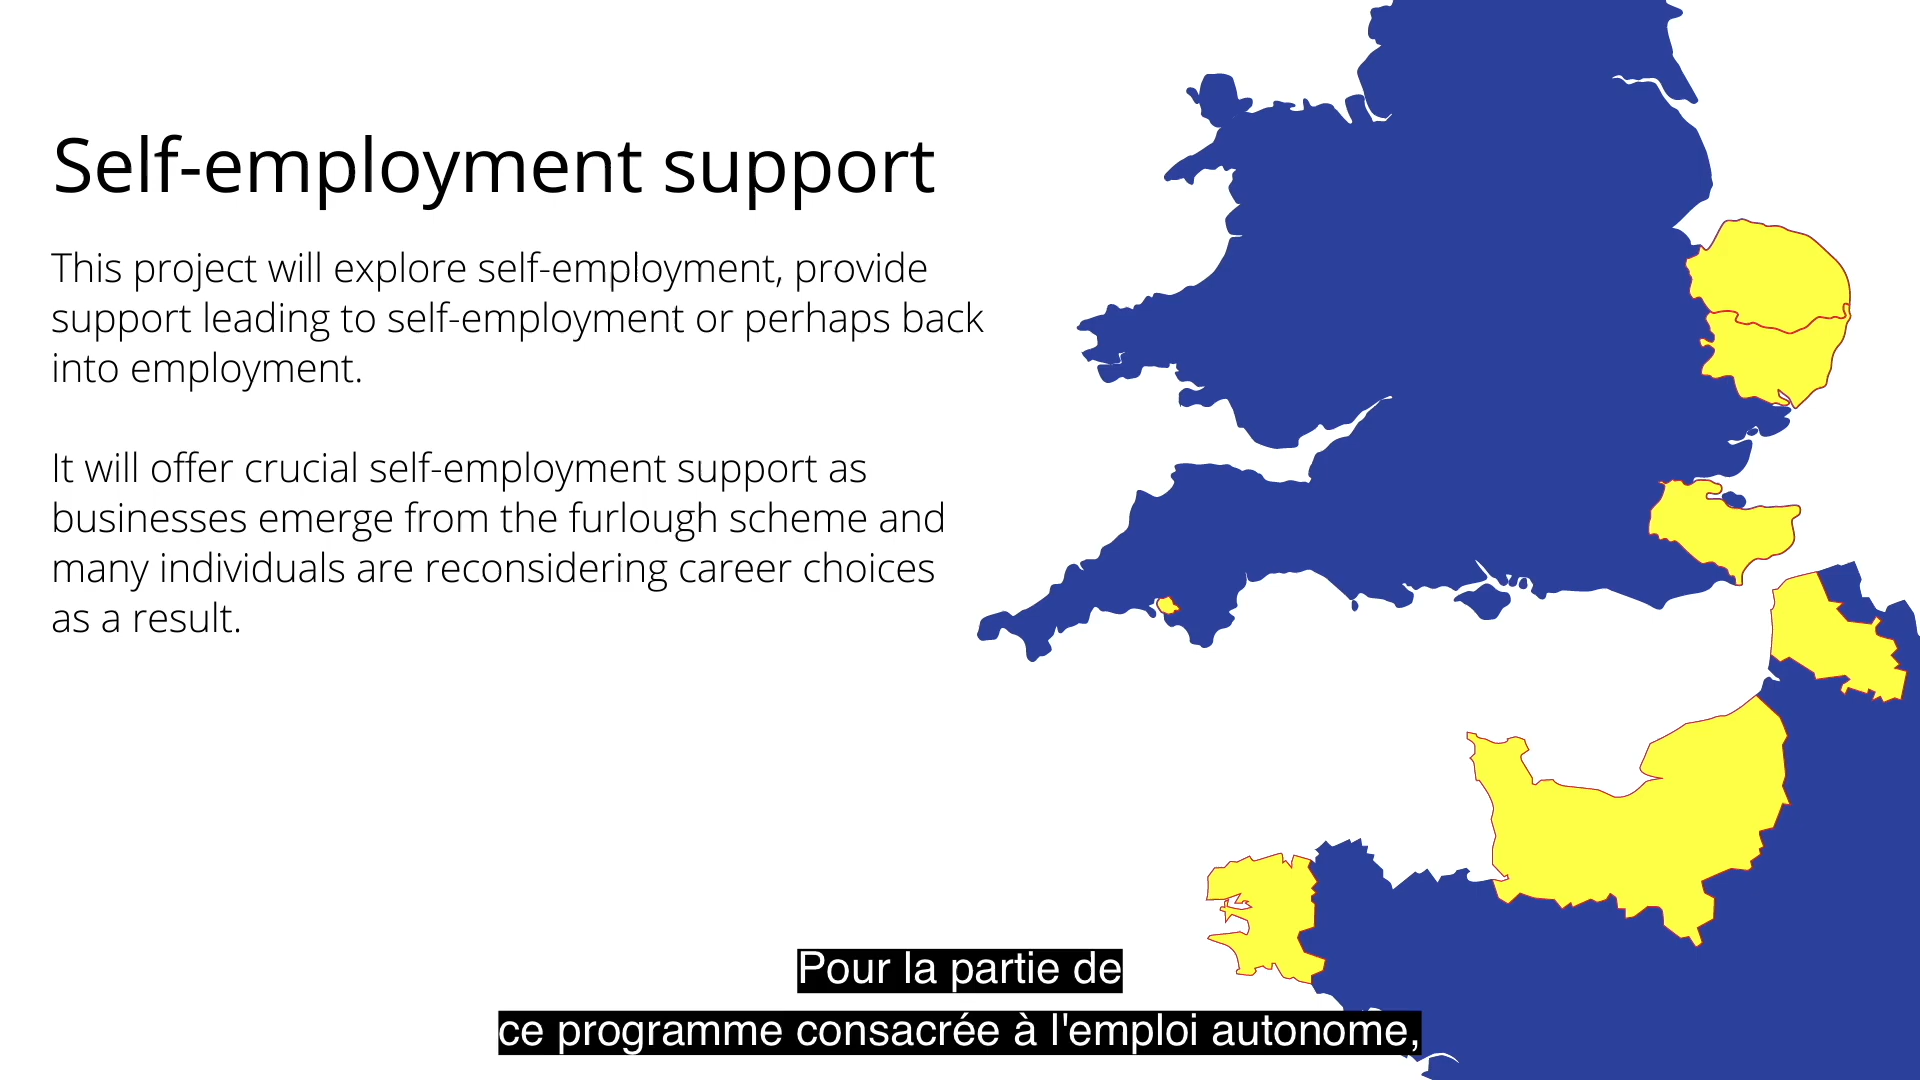 Self-employment support
This project will explore self-employment, provide
support leading to self-employment or perhaps back
into employment.
It will offer crucial self-employment support as
businesses emerge from the furlough scheme and
many individuals are reconsidering career choices
as a result.
Pour la partie de
ce programme consacrée à l'emploi autonome,